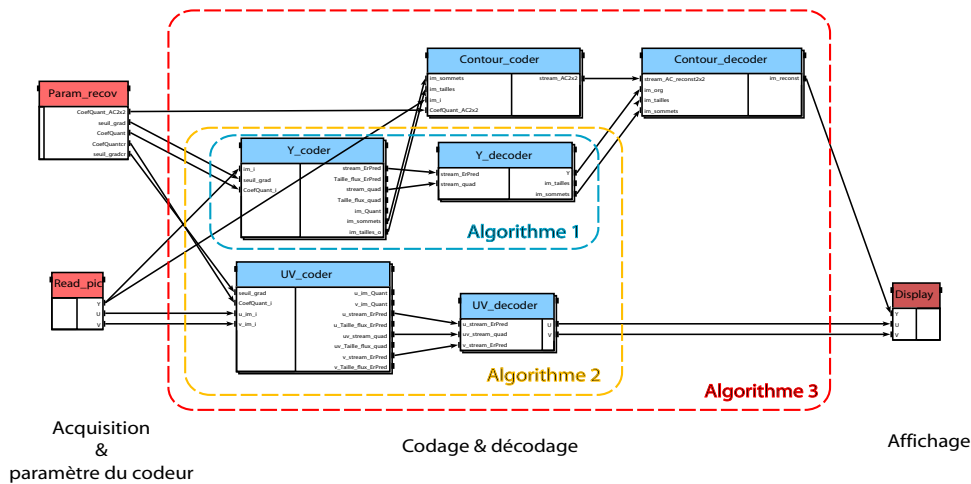 Contour_coder
im_sommets
im_tailles
im_i
CoefQuant_AC2x2
stream_AC2x2
Contour_decoder
stream_AC_reconst2x2
im_org
im_tailles
im_sommets
im_reconst
Param_recov
CoefQuant_AC2x2
seuil_grad
CoefQuant
CoefQuantcr
seuil_gradcr
Y_coder
im_i
seuil_grad
CoefQuant_i
stream_ErPred
Taille_flux_ErPred
stream_quad
Taille_flux_quad
im_Quant
im_sommets
im_tailles_o
Y_decoder
stream_ErPred
stream_quad
Y
im_tailles
im_sommets
Algorithme 1
Read_pic
Y
U
V
UV_coder
seuil_grad
CoefQuant_i
u_im_i
v_im_i
u_im_Quant
v_im_Quant
u_stream_ErPred
u_Taille_flux_ErPred
uv_stream_quad
uv_Taille_flux_quad
v_stream_ErPred
v_Taille_flux_ErPred
UV_decoder
u_stream_ErPred
uv_stream_quad
v_stream_ErPred
U
V
Display
Y
U
V
Algorithme 2
Algorithme 3
Acquisition
&
paramètre du codeur
Codage & décodage
Affichage